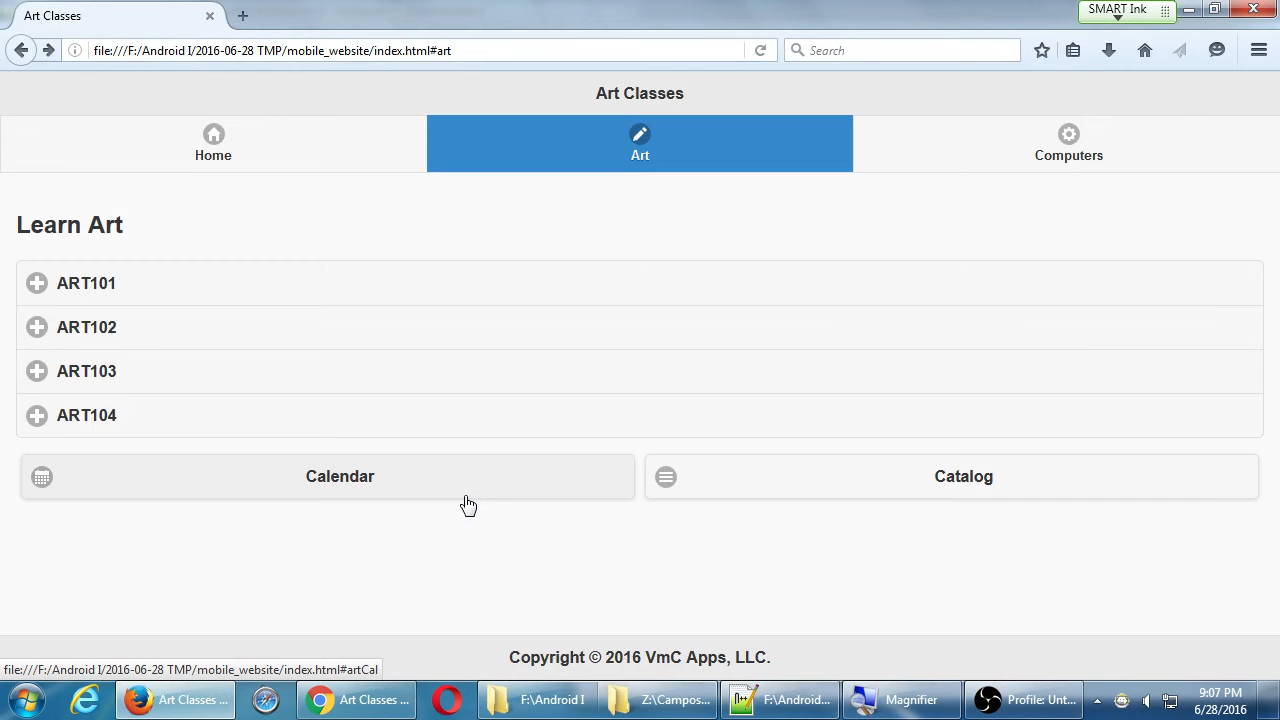 Art Classes
SMART Ink
file:///F:/Android I/2016-06-28 TMP/mobile_website/index.html#art
Search
Art Classes
Home
Art
Computers
Learn Art
ART101
ART102
ART103
ART104
Calendar
Catalog
Copyright © 2016 VmC Apps, LLC.
file:///F:/Android I/2016-06-28 TMP/mobile_website/index.html#artCal
Art Classes ...
Art Classes ...
F:\Android I
Z:\Campos...
F:\Android...
Magnifier
Profile: Unt...
9:07 PM
6/28/2016